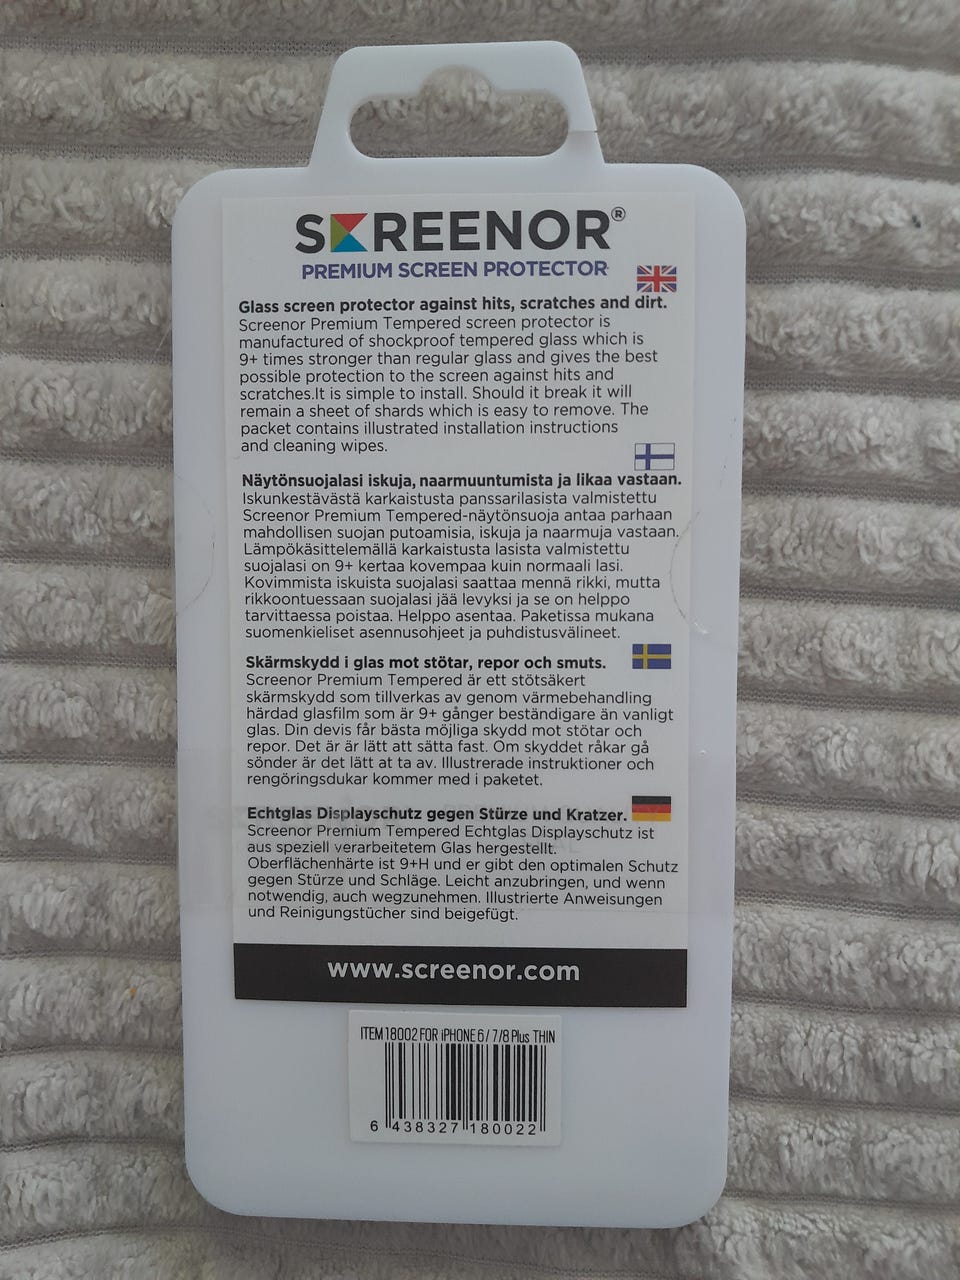 SCREENOR®
PREMIUM SCREEN PROTECTOR
Glass screen protector against hits, scratches and dirt.
Screenor Premium Tempered screen protector is
manufactured of shockproof tempered glass which is
9+ times stronger than regular glass and gives the best
possible protection to the screen against hits and
scratches.It is simple to install. Should it break it will
remain a sheet of shards which is easy to remove. The
packet contains illustrated installation instructions
and cleaning wipes.
Näytönsuojalasi iskuja, naarmuuntumista ja likaa vastaan.
Iskunkestävästä karkaistusta panssarilasista valmistettu
Screenor Premium Tempered-näytönsuoja antaa parhaan
mahdollisen suojan putoamisia, iskuja ja naarmuja vastaan.
Lämpökäsittelemällä karkaistusta lasista valmistettu
suojalasi on 9+ kertaa kovempaa kuin normaali lasi.
Kovimmista iskuista suojalasi saattaa mennä rikki, mutta
rikkoontuessaan suojalasi jää levyksi ja se on helppo
tarvittaessa poistaa. Helppo asentaa. Paketissa mukana
suomenkieliset asennusohjeet ja puhdistusvälineet.
Skärmskydd i glas mot stötar, repor och smuts.
Screenor Premium Tempered är ett stötsäkert
skärmskydd som tillverkas av genom värmebehandling
härdad glasfilm som är 9+ gånger beständigare än vanligt
glas. Din devis får bästa möjliga skydd mot stötar och
repor. Det är är lätt att sätta fast. Om skyddet råkar gå
sönder är det lätt at ta av. Illustrerade instruktioner och
rengöringsdukar kommer med i paketet.
Echtglas Displayschutz gegen Stürze und Kratzer.
Screenor Premium Tempered Echtglas Displayschutz ist
aus speziell verarbeitetem Glas hergestellt.
Oberflächenhärte ist 9+H und er gibt den optimalen Schutz
gegen Stürze und Schläge. Leicht anzubringen, und wenn
notwendig, auch wegzunehmen. Illustrierte Anweisungen
und Reinigungstücher sind beigefügt.
www.screenor.com
ITEM 18002 FOR iPHONE 6/ 7/8 Plus THIN
6 438327 180022